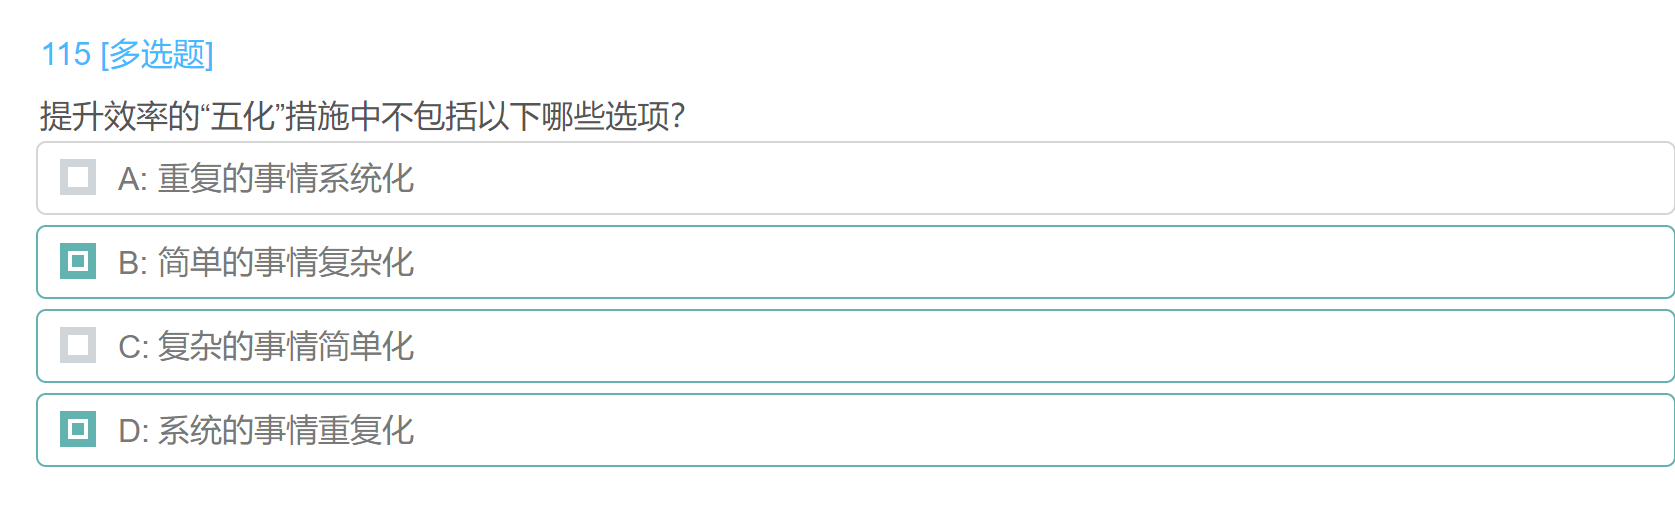 115 [多选题]
提升效率的“五化”措施中不包括以下哪些选项？
A: 重复的事情系统化
B: 简单的事情复杂化
C: 复杂的事情简单化
D: 系统的事情重复化